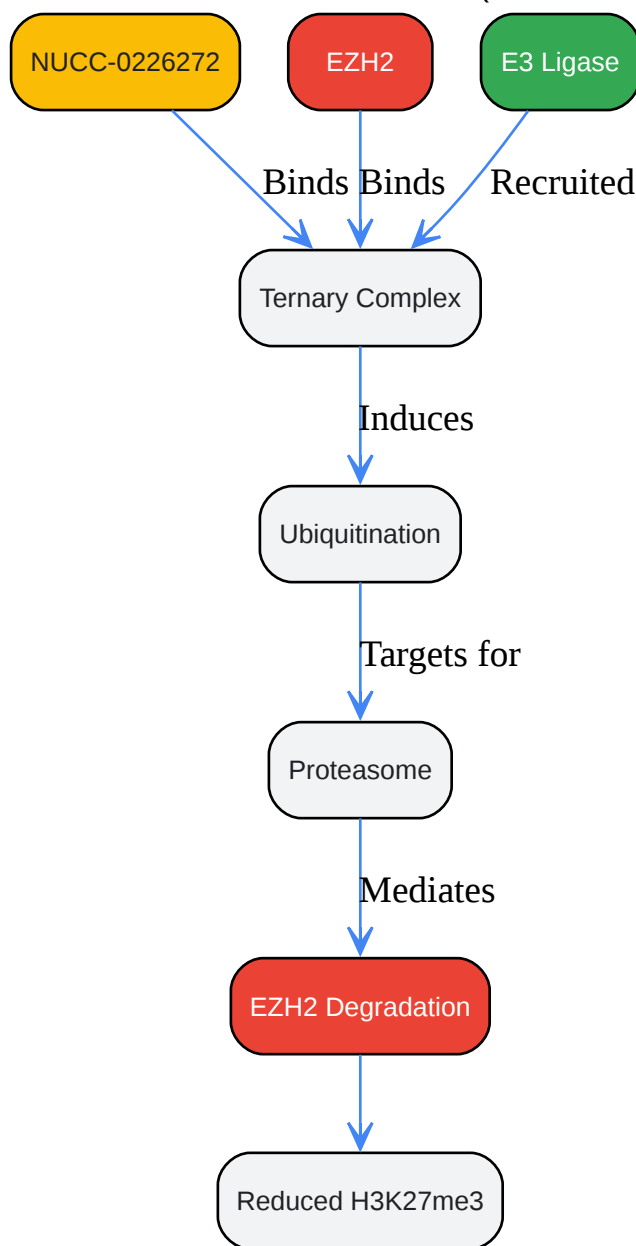 NUCC-0226272
EZH2
E3 Ligase
Binds
Binds
Recruited
Ternary Complex
Induces
Ubiquitination
Targets for
Proteasome
Mediates
EZH2 Degradation
Reduced H3K27me3